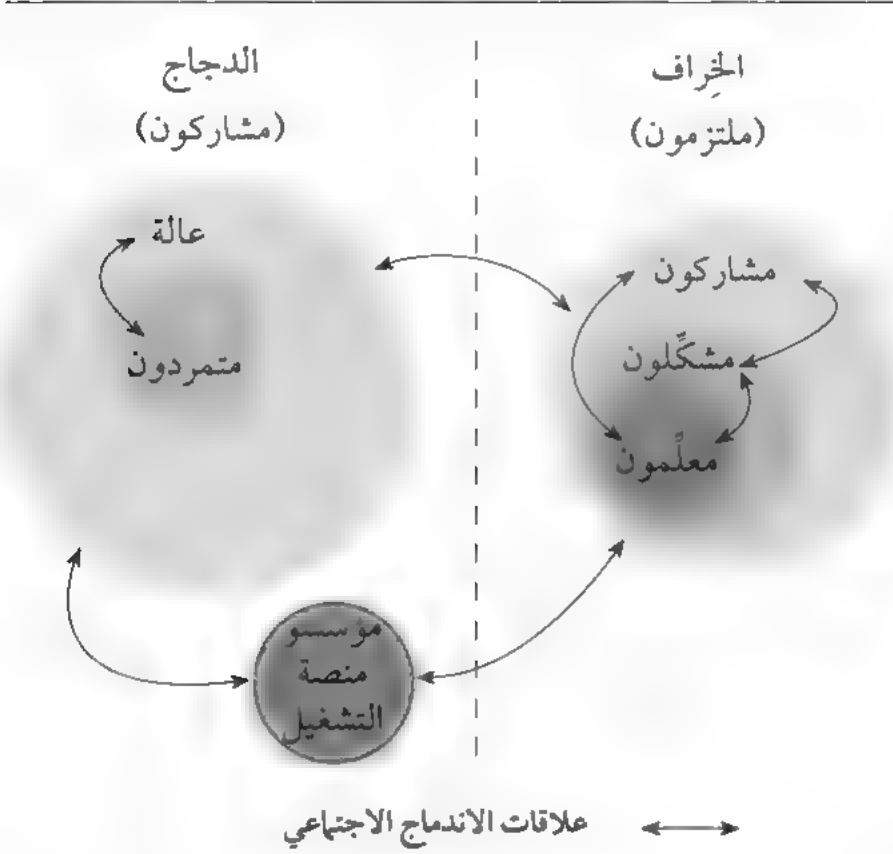 الخِراف
(ملتزمون)
مشاركون
مشكِّلون
معلِّمون
الدجاج
(مشاركون)
عالة
متمردون
مؤسسو
منصة
التشغيل
علاقات الاندماج الاجتماعي